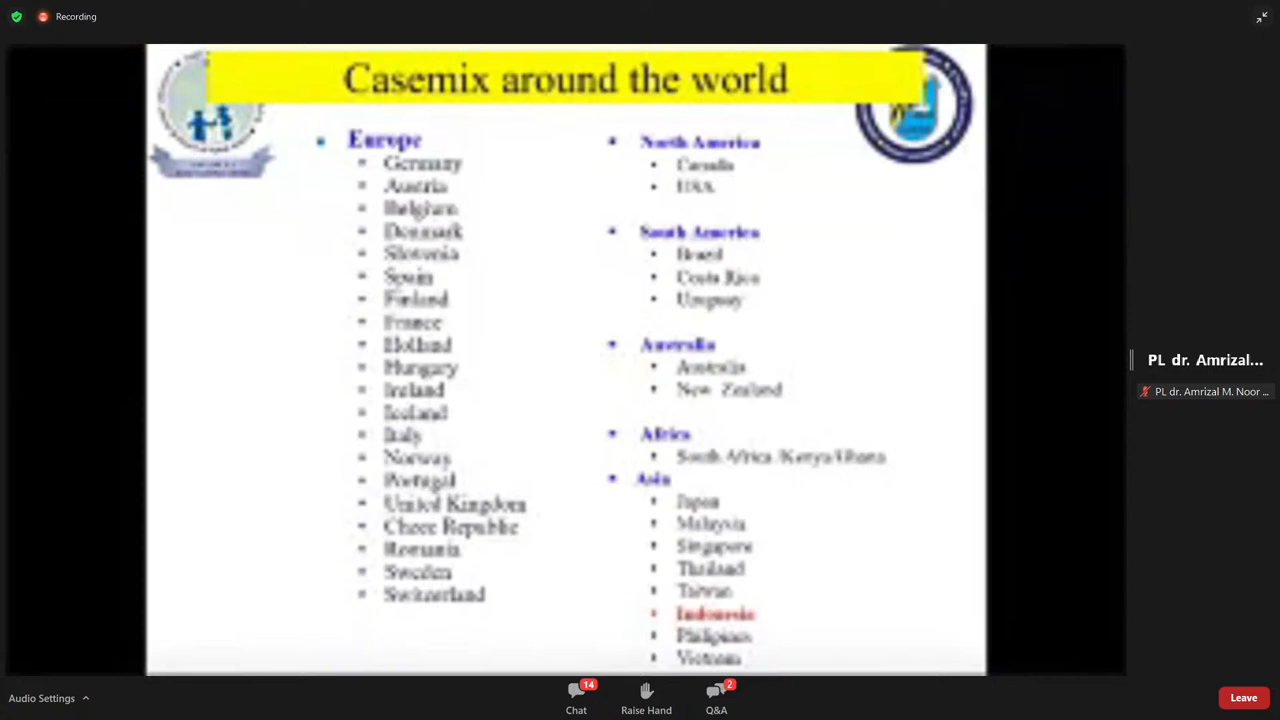 Recording
Casemix around the world
Europe
Germany
Austria
Belgium
Denmark
Slovenia
Spain
Finland
France
Holland
Hungary
Ireland
Iceland
Italy
Norway
Portugal
United Kingdom
Republic
Romania
Sweden
Switzerland
North America
Canada
USA
South America
Brazil
Costa Rica
Uruguay
Australia
Australia
New Zealand
Africa
South Africa/Kenya/Ghana
Asia
Japan
Malaysia
Singapore
Thailand
Taiwan
Indonesia
Vietnam
PL dr. Amrizal...
PL dr. Amrizal M. Noor ...
Audio Settings
14
Chat
Raise Hand
2
Q&A
Leave